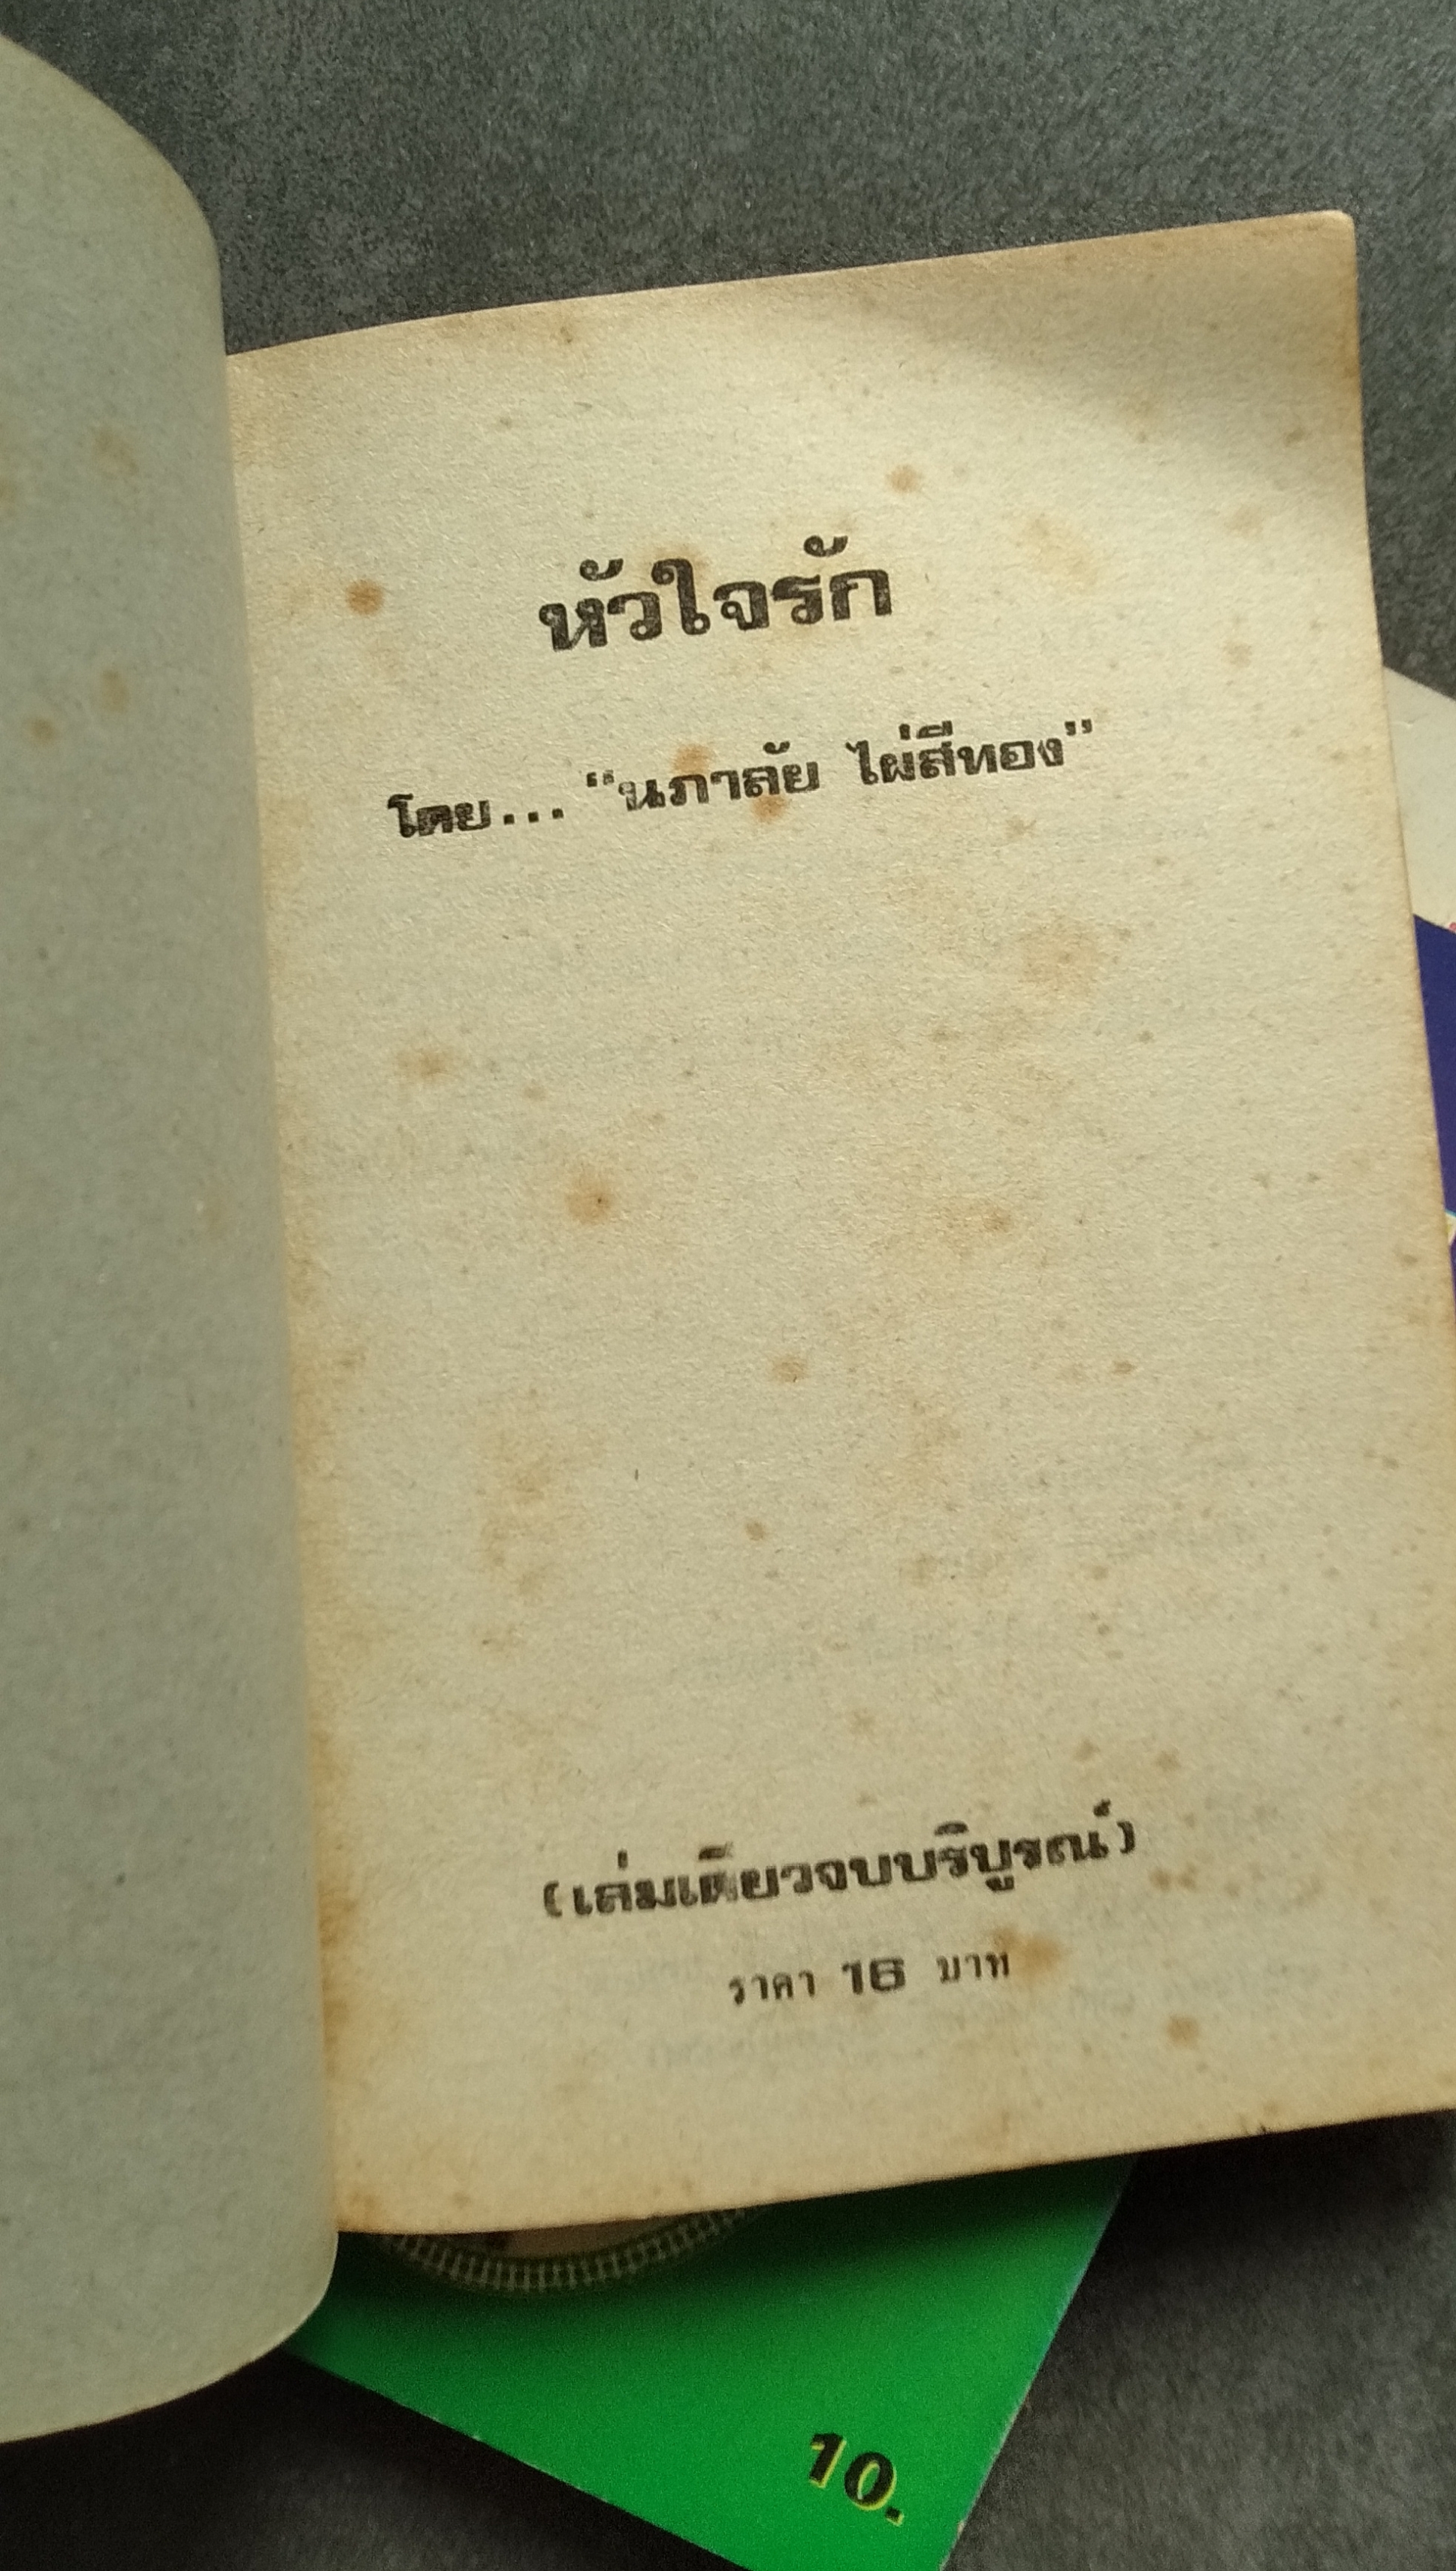 หัวใจรัก
โดย... “นภาลัย ไผ่สีทอง”
(เล่มเดียวจบบริบูรณ์)
ราคา 16 บาท
10.